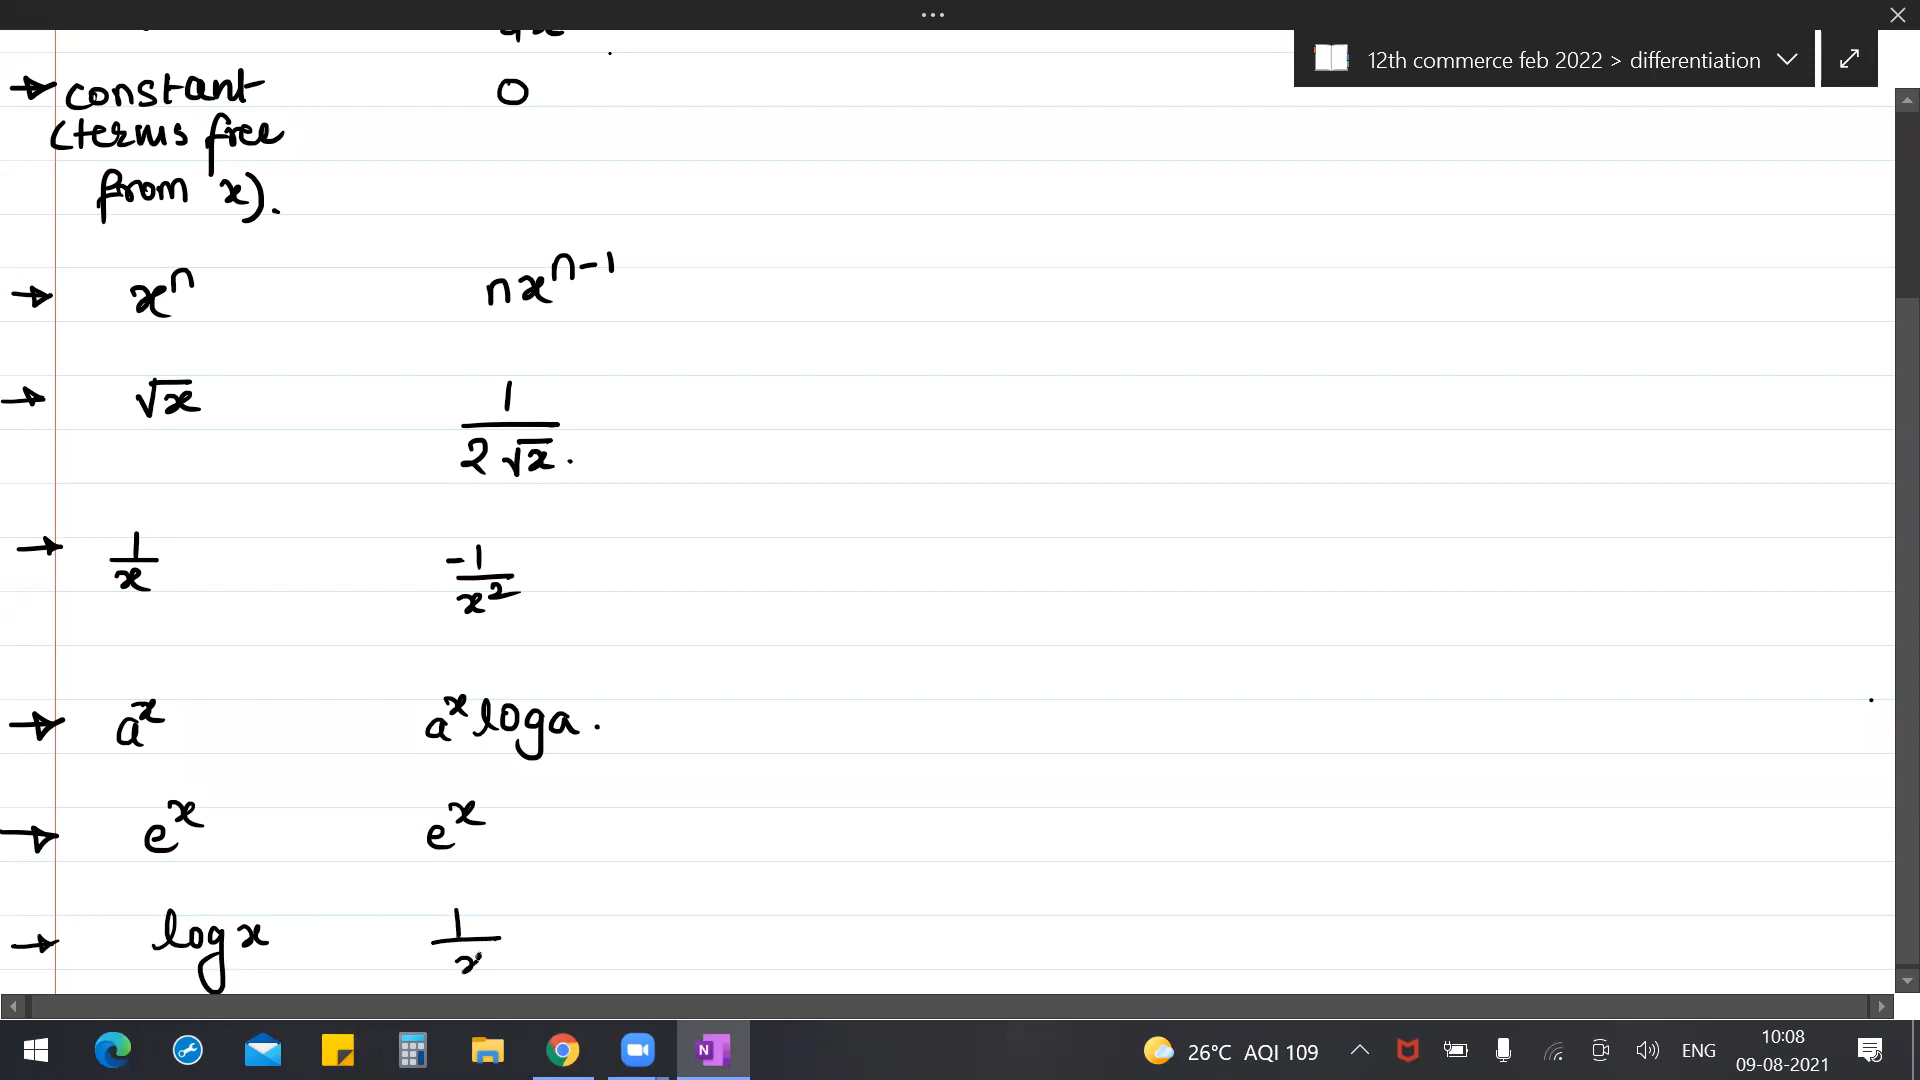 12th commerce feb 2022 > differentiation
→ constant 0
(terms free
from x).
→ xⁿ nxⁿ⁻¹
→ √x 1/(2√x).
→ 1/x -1/x²
→ aˣ aˣ log a.
→ eˣ eˣ
→ log x 1/x
26°C AQI 109 ENG 10:08
09-08-2021